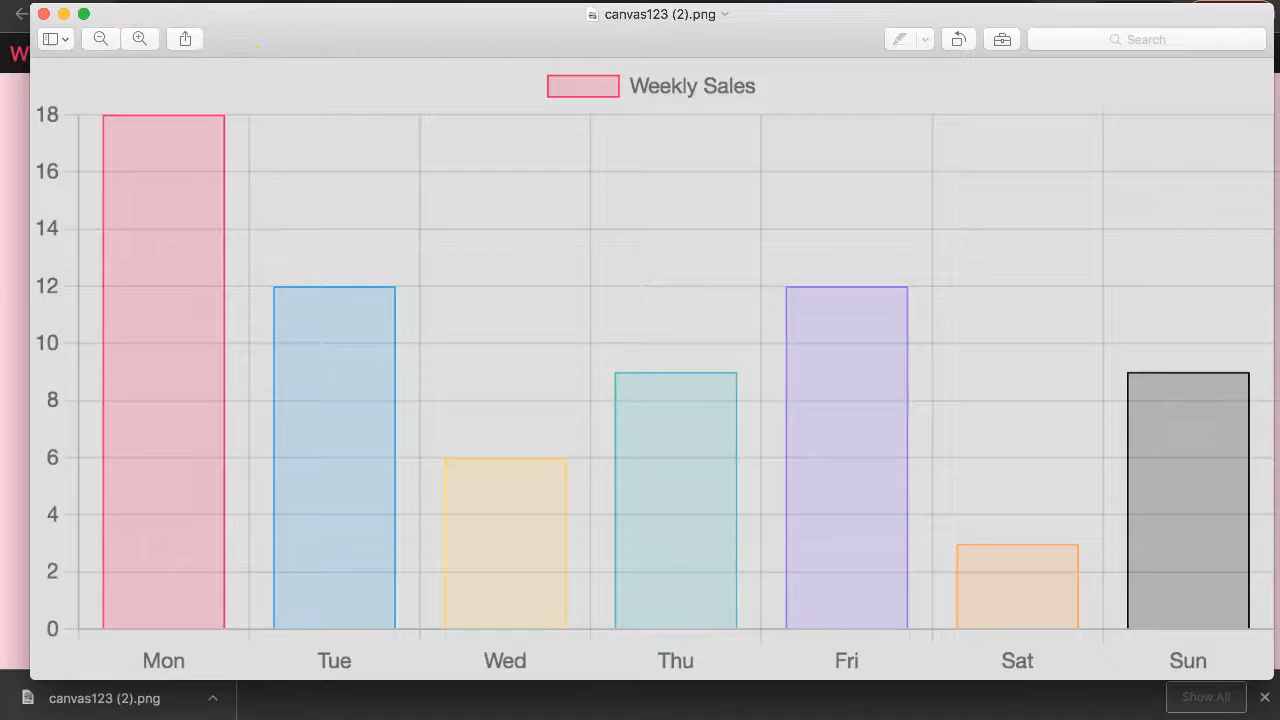 canvas123 (2).png
Search
W
Weekly Sales
18
16
14
12
10
8
6
4
2
0
Mon Tue Wed Thu Fri Sat Sun
canvas123 (2).png
Show All